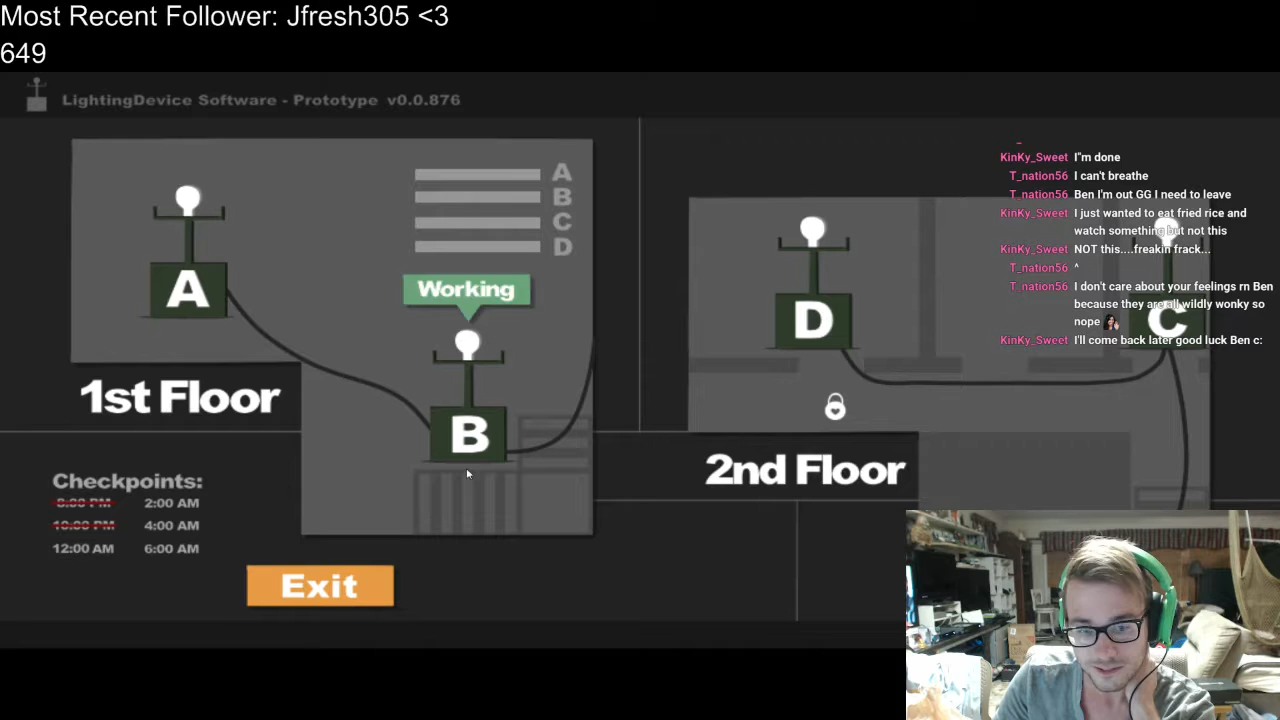 Most Recent Follower: Jfresh305 <3
649
LightingDevice Software - Prototype v0.0.876
A
B
C
D
Working
A
B
D
C
1st Floor
2nd Floor
Checkpoints:
8:00 PM 2:00 AM
10:00 PM 4:00 AM
12:00 AM 6:00 AM
Exit
KinKy_Sweet I"m done
T_nation56 I can't breathe
T_nation56 Ben I'm out GG I need to leave
KinKy_Sweet I just wanted to eat fried rice and
watch something but not this
KinKy_Sweet NOT this....freakin frack...
T_nation56 ^
T_nation56 I don't care about your feelings rn Ben
because they are all wildly wonky so
nope
KinKy_Sweet I'll come back later good luck Ben c: